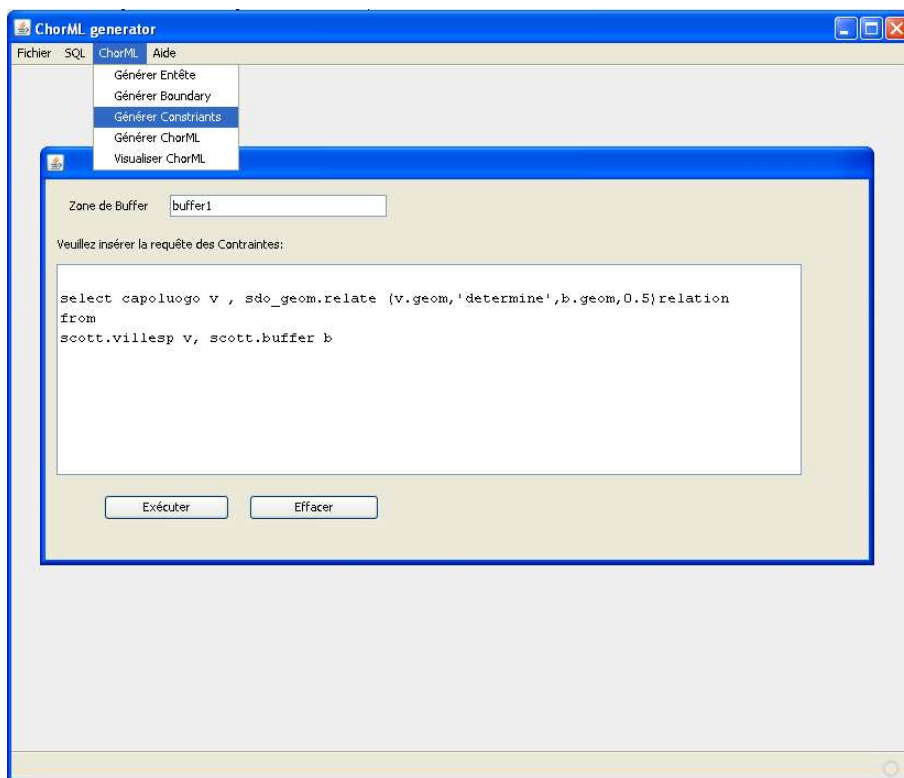 ChorML generator
Fichier SQL ChorML Aide
Générer Entête
Générer Boundary
Générer Constriants
Générer ChorML
Visualiser ChorML
Zone de Buffer buffer1
Veuillez insérer la requête des Contraintes:
select capoluogo v , sdo_geom.relate (v.geom,'determine',b.geom,0.5)relation
from
scott.villesp v, scott.buffer b
Exécuter Effacer